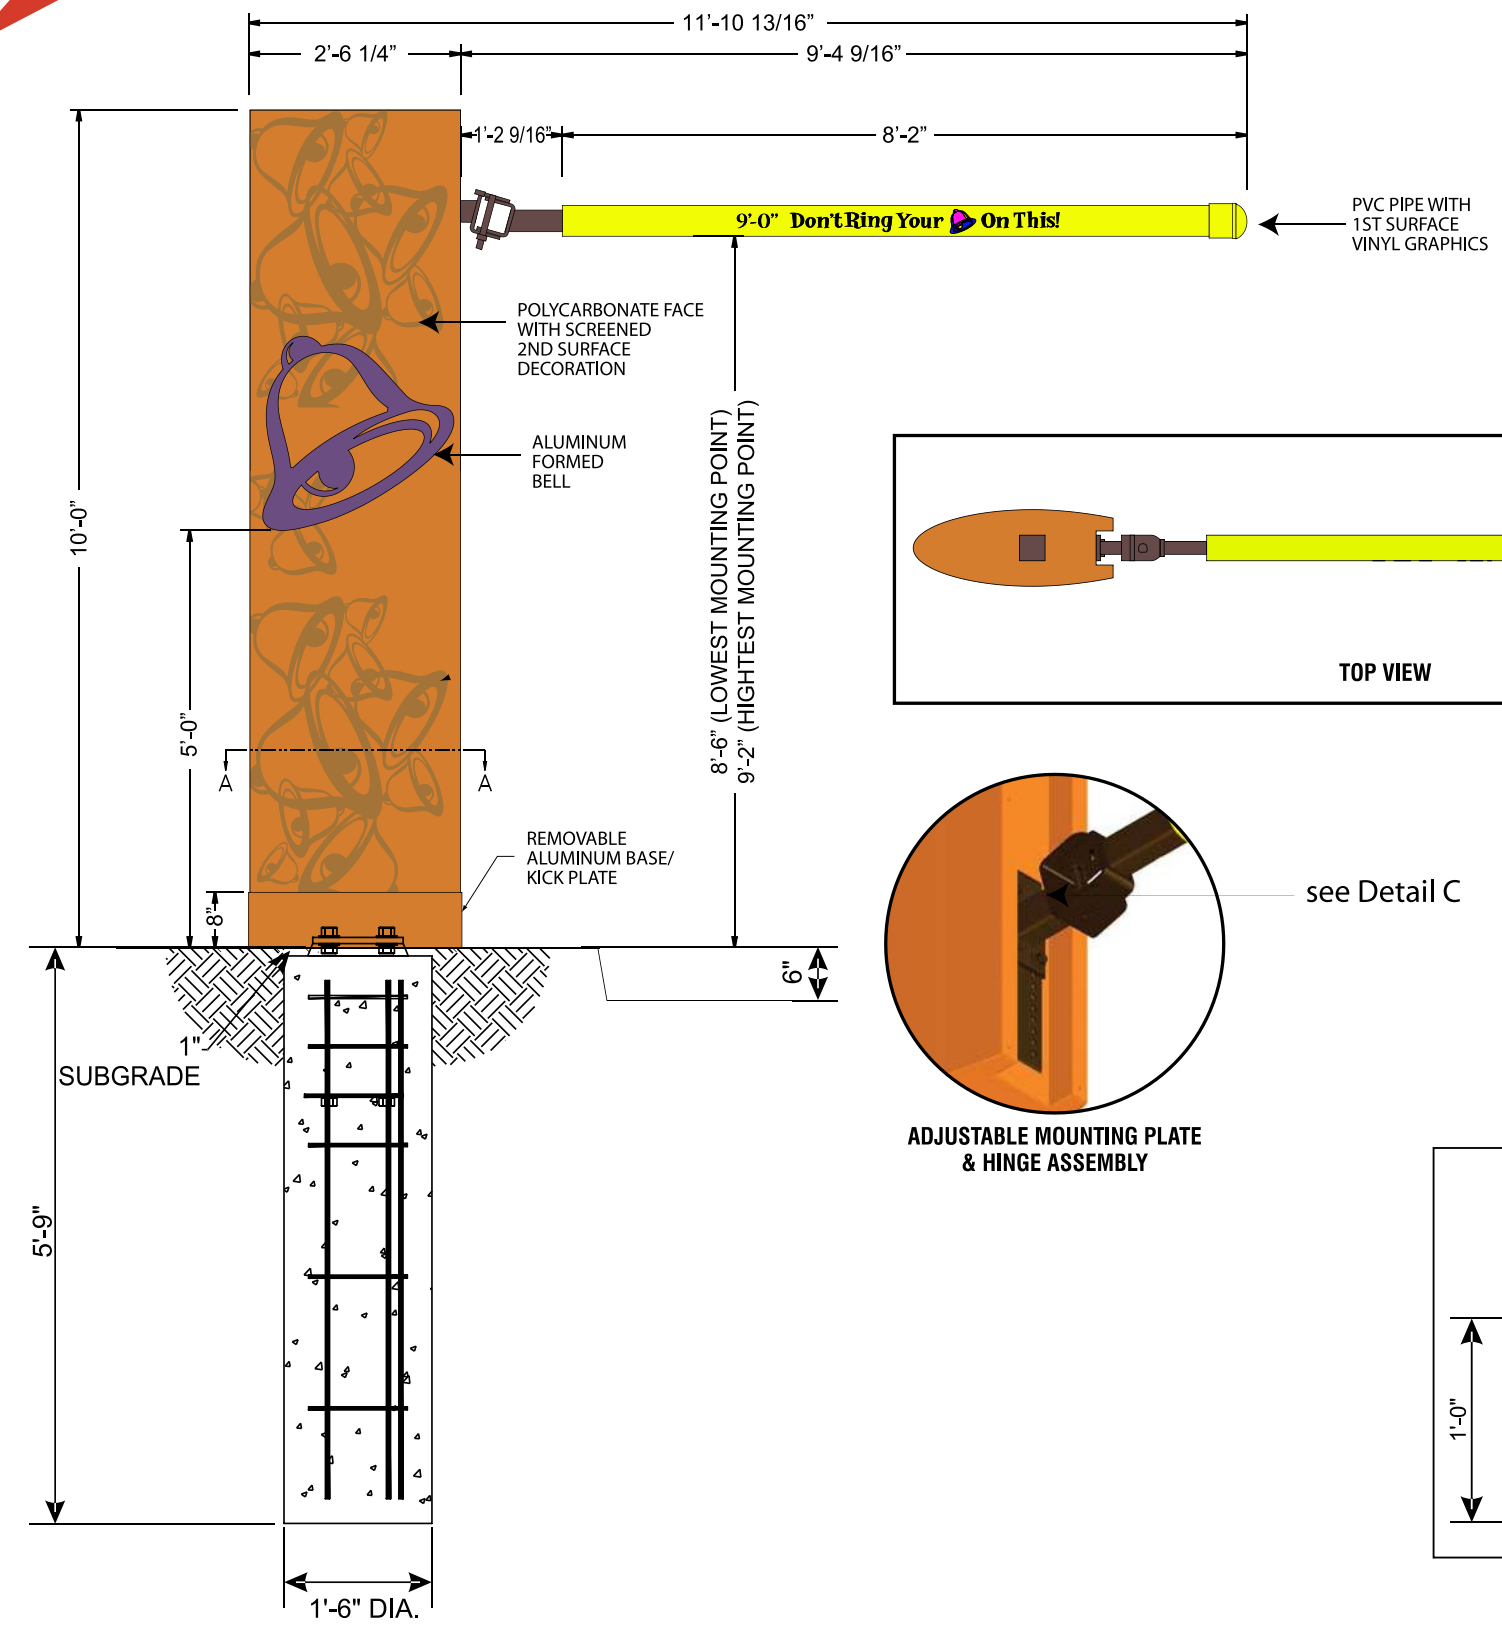 11’-10 13/16”
2’-6 1/4”
9’-4 9/16”
1’-2 9/16”
8’-2”
9’-0” Don't Ring Your On This!
PVC PIPE WITH
1ST SURFACE
VINYL GRAPHICS
POLYCARBONATE FACE
WITH SCREENED
2ND SURFACE
DECORATION
ALUMINUM
FORMED
BELL
10’-0”
5’-0”
8’-6” (LOWEST MOUNTING POINT)
9’-2” (HIGHTEST MOUNTING POINT)
TOP VIEW
A
A
REMOVABLE
ALUMINUM BASE/
KICK PLATE
8”
see Detail C
6"
1"
SUBGRADE
ADJUSTABLE MOUNTING PLATE
& HINGE ASSEMBLY
5'-9"
1'-0"
1'-6" DIA.